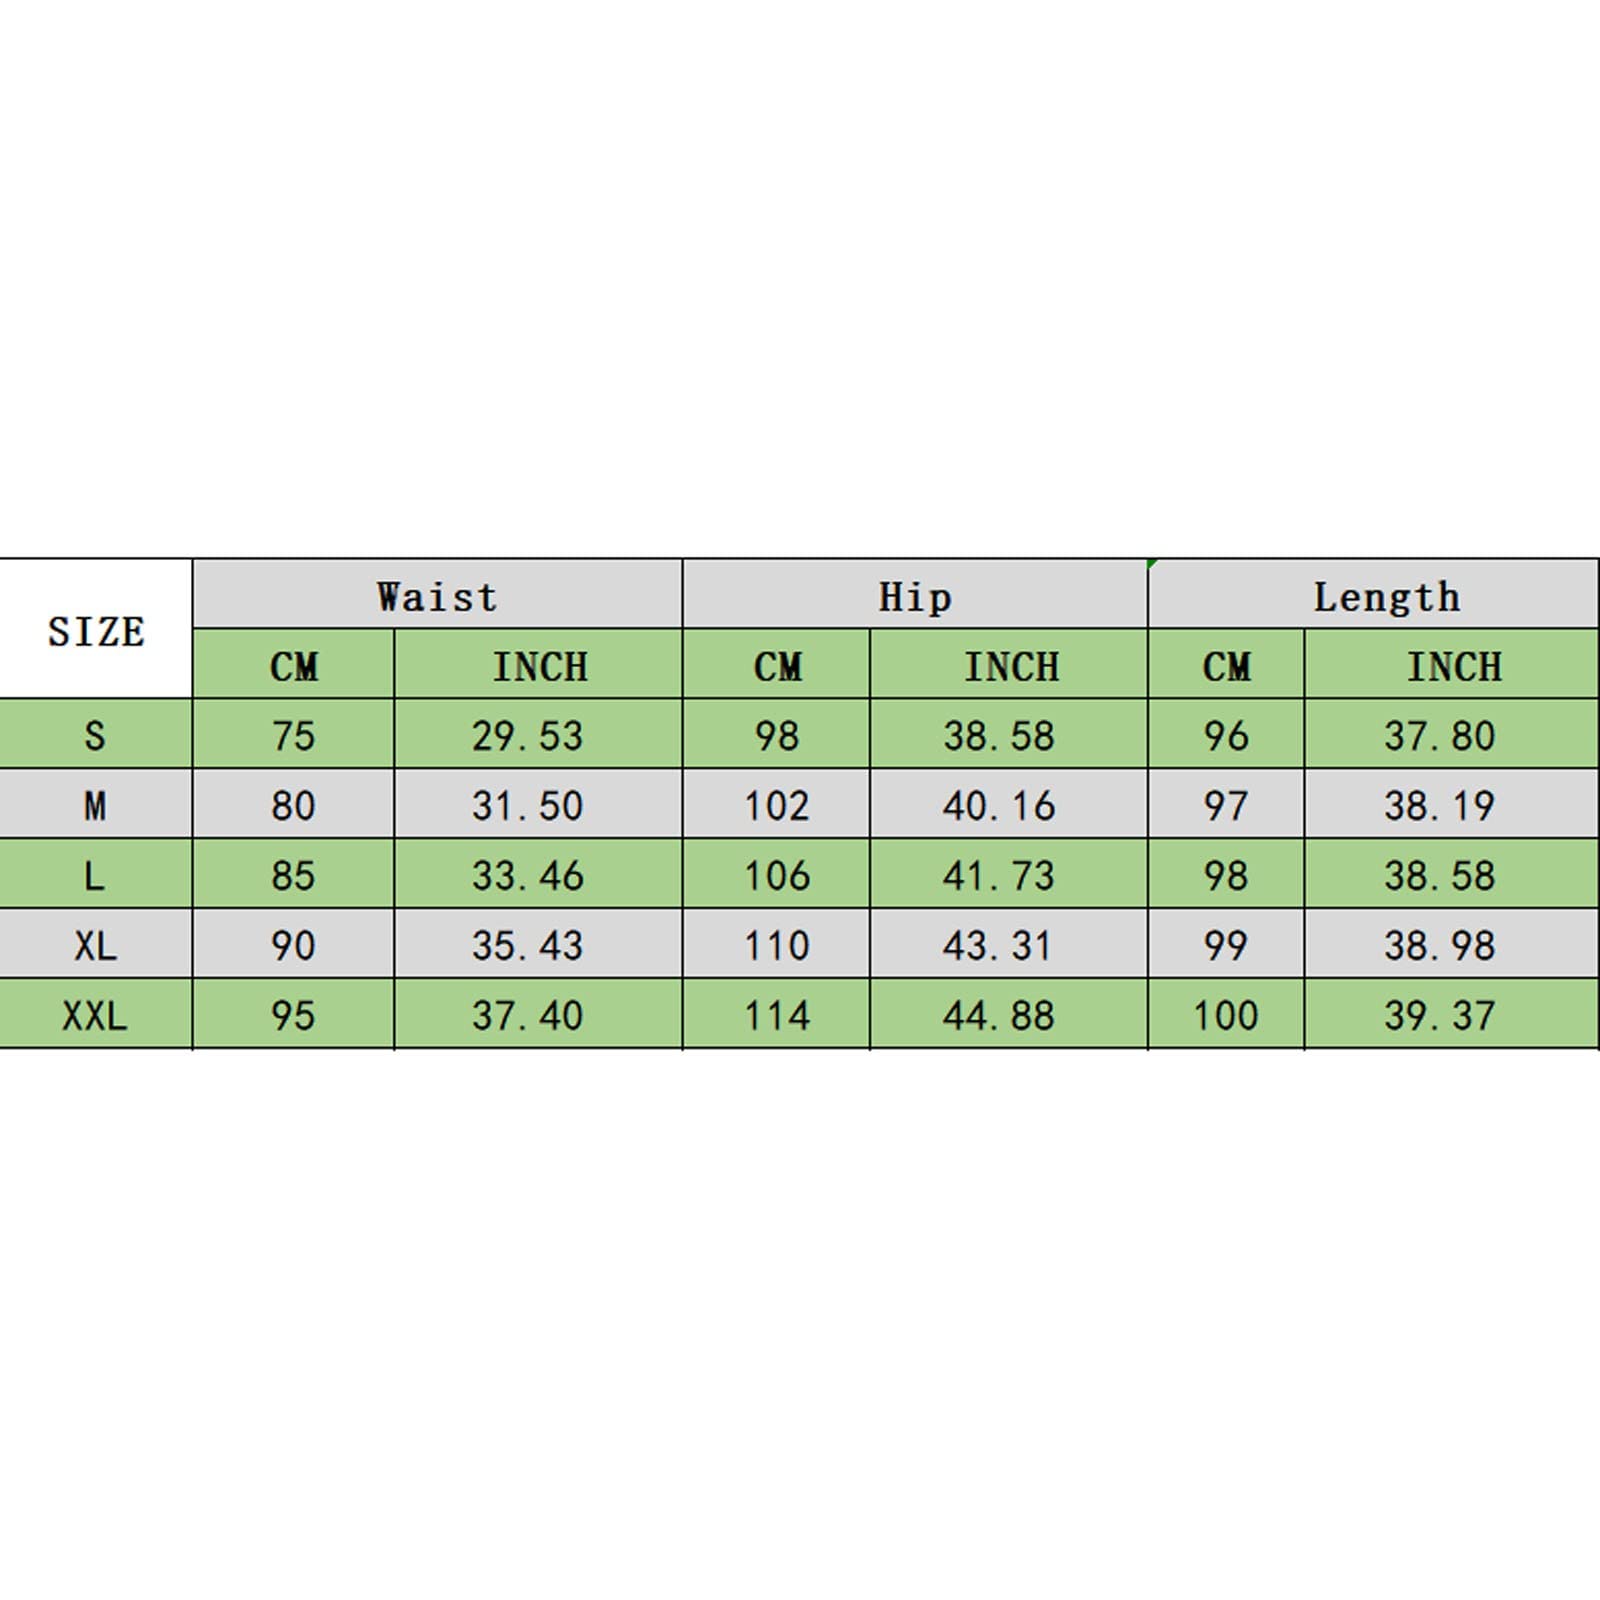 SIZE Waist Hip Length
CM INCH CM INCH CM INCH
S 75 29.53 98 38.58 96 37.80
M 80 31.50 102 40.16 97 38.19
L 85 33.46 106 41.73 98 38.58
XL 90 35.43 110 43.31 99 38.98
XXL 95 37.40 114 44.88 100 39.37